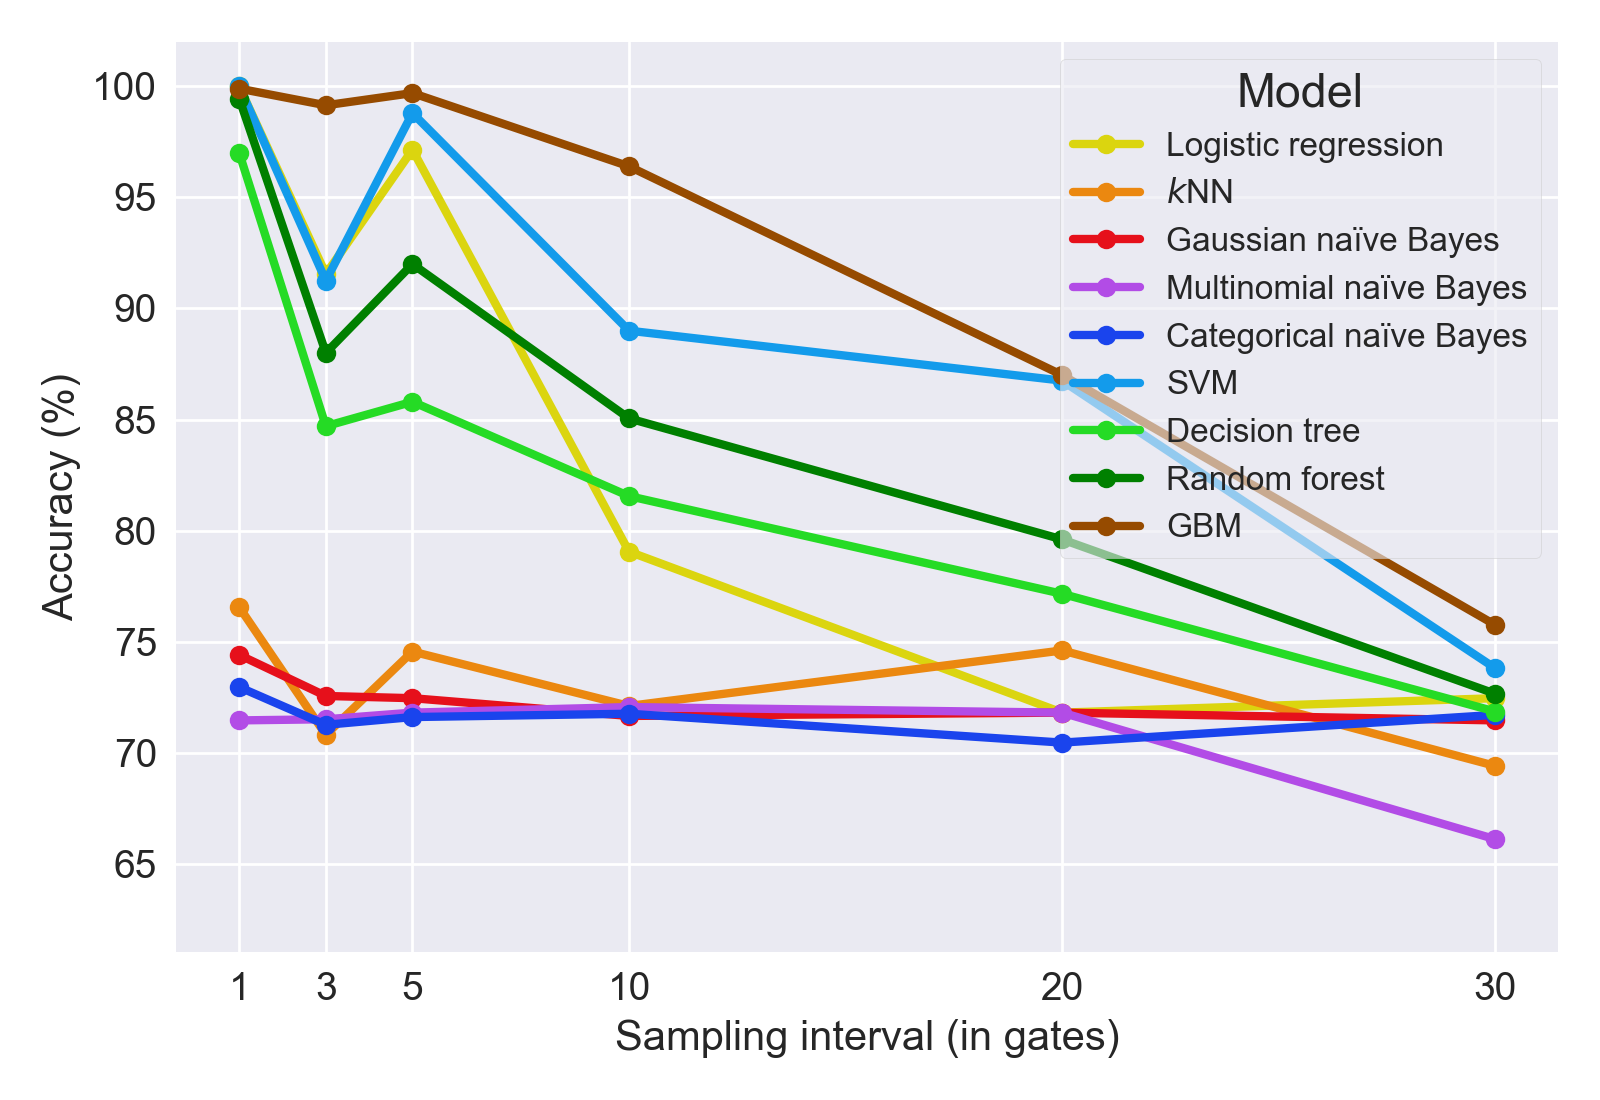 100
95
90
85
80
75
70
65
Accuracy (%)
Model
Logistic regression
kNN
Gaussian naïve Bayes
Multinomial naïve Bayes
Categorical naïve Bayes
SVM
Decision tree
Random forest
GBM
1 3 5 10 20 30
Sampling interval (in gates)